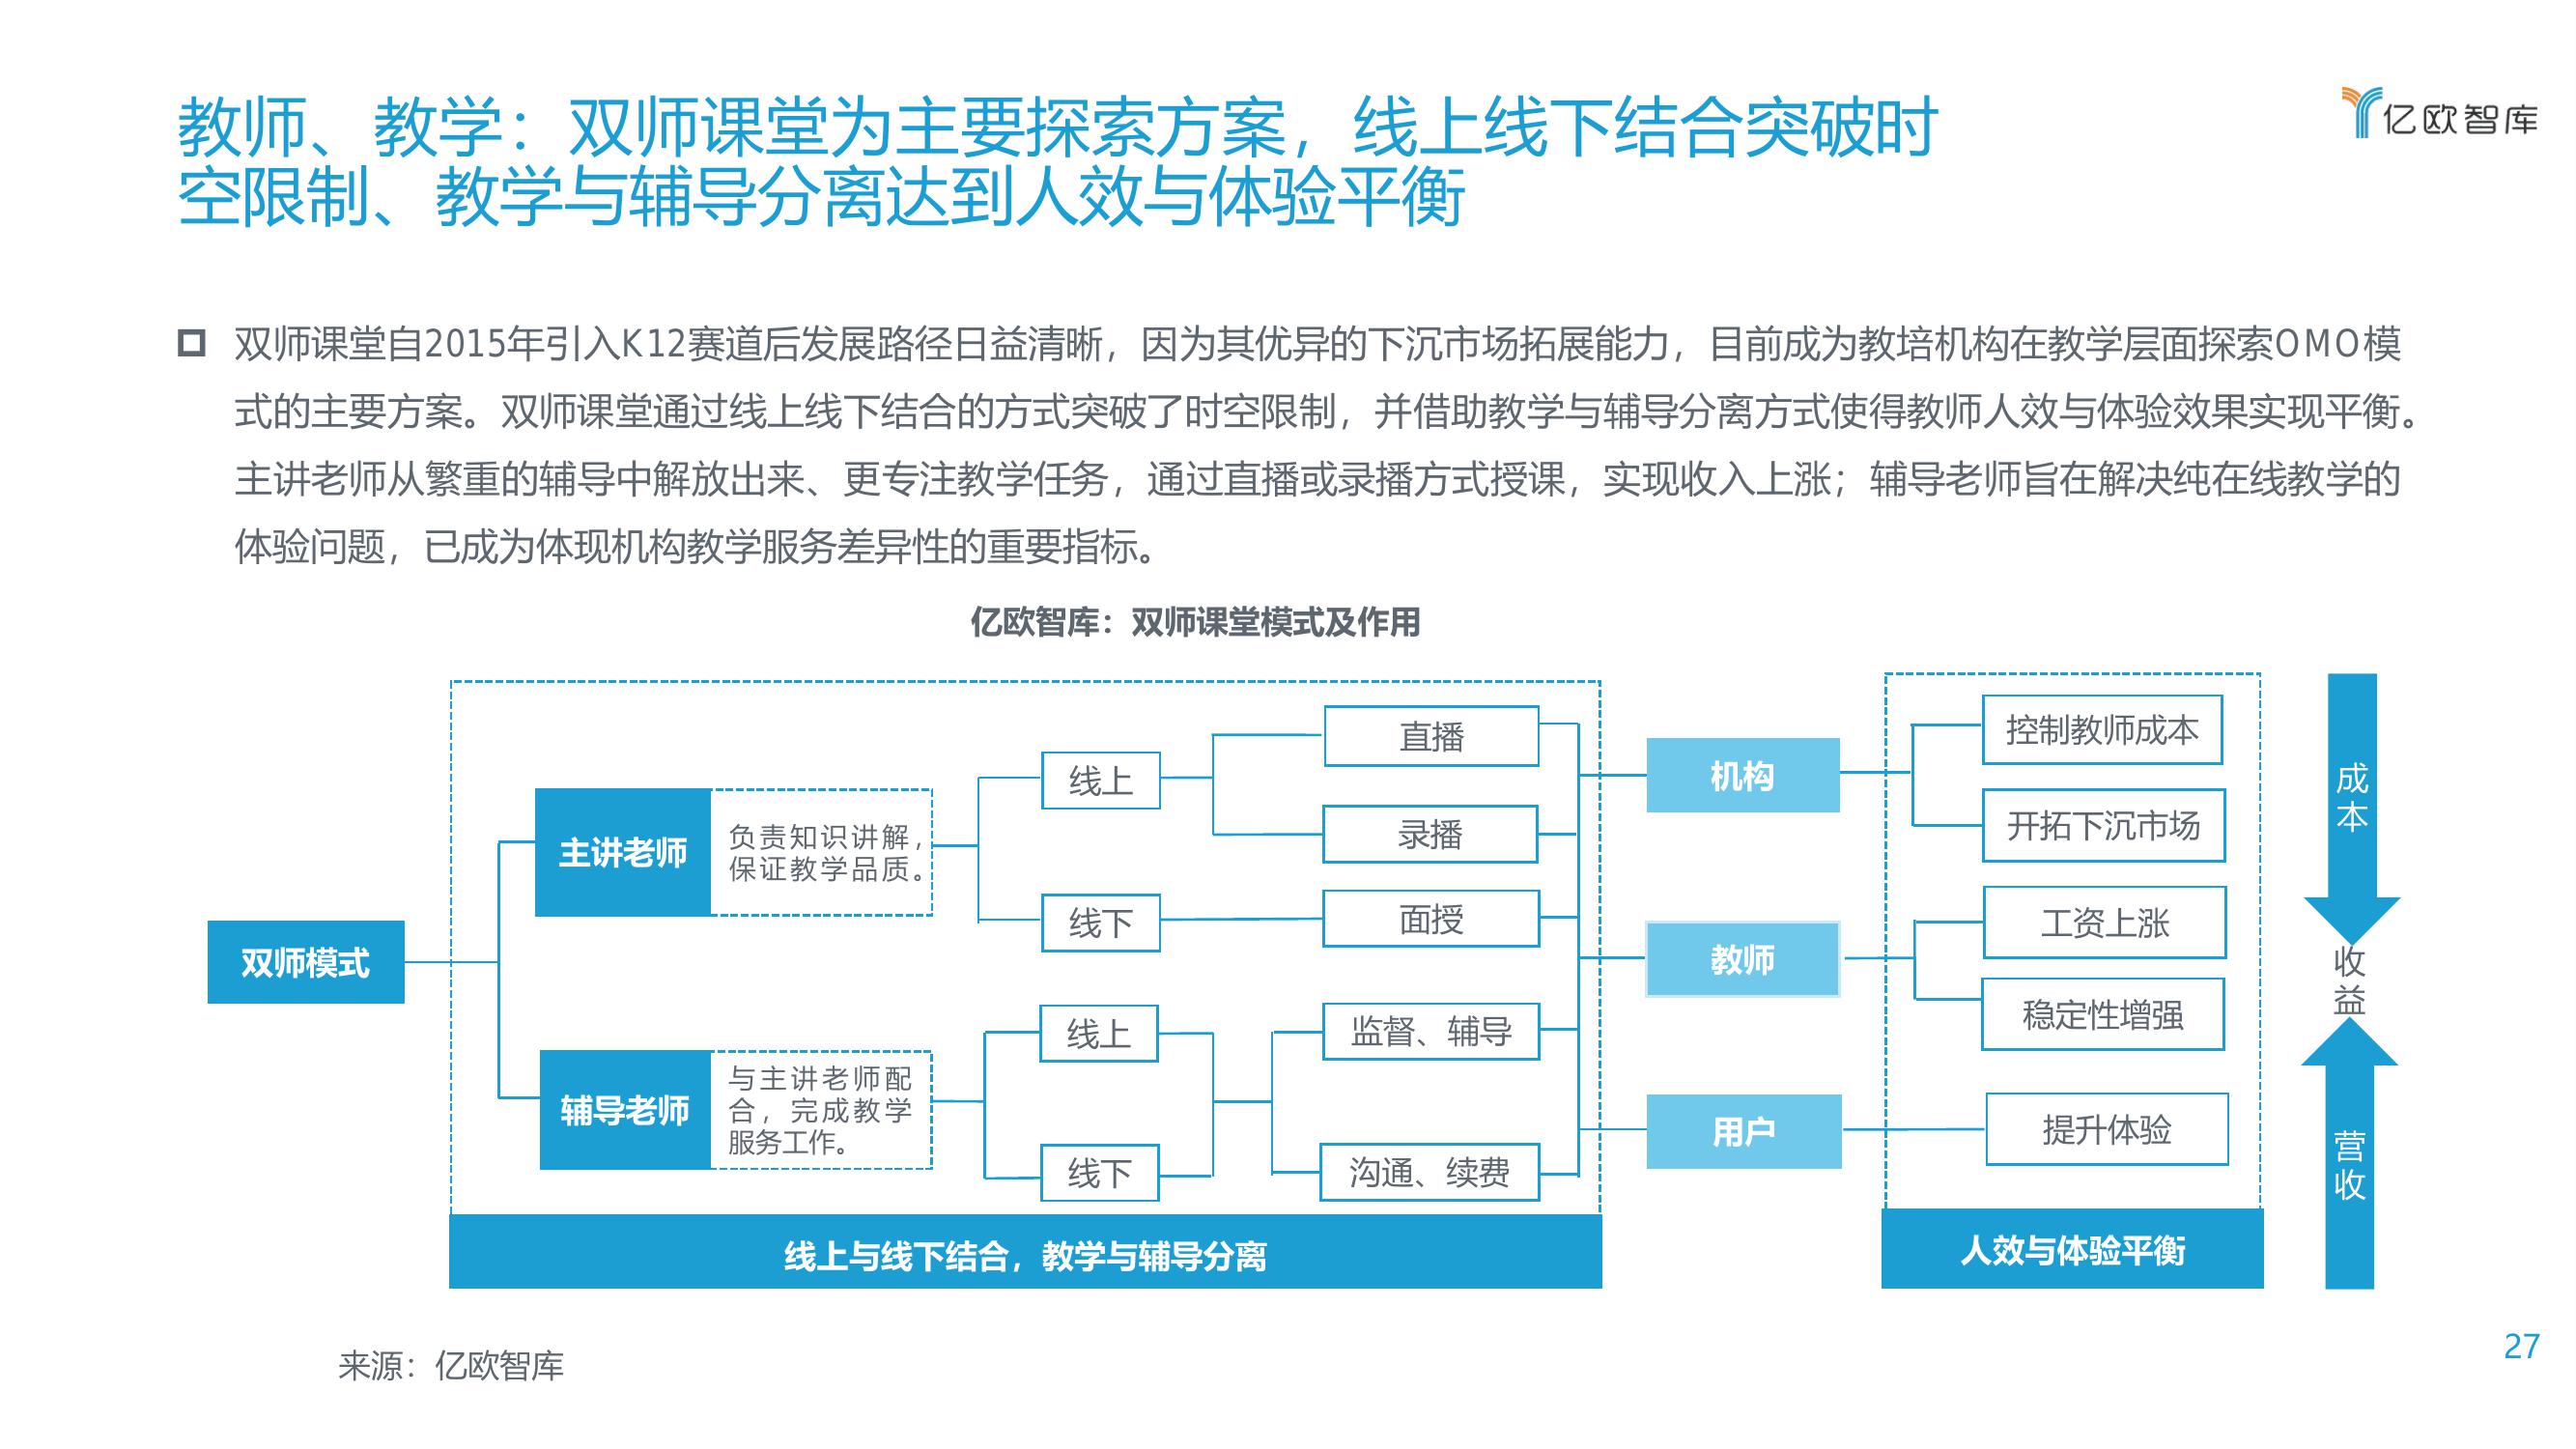 教师、教学：双师课堂为主要探索方案，线上线下结合突破时
空限制、教学与辅导分离达到人效与体验平衡
亿欧智库
双师课堂自2015年引入K12赛道后发展路径日益清晰，因为其优异的下沉市场拓展能力，目前成为教培机构在教学层面探索OMO模
式的主要方案。双师课堂通过线上线下结合的方式突破了时空限制，并借助教学与辅导分离方式使得教师人效与体验效果实现平衡。
主讲老师从繁重的辅导中解放出来、更专注教学任务，通过直播或录播方式授课，实现收入上涨；辅导老师旨在解决纯在线教学的
体验问题，已成为体现机构教学服务差异性的重要指标。
亿欧智库：双师课堂模式及作用
双师模式
主讲老师
负责知识讲解，
保证教学品质。
辅导老师
与主讲老师配
合，完成教学
服务工作。
线上
线下
线上
线下
直播
录播
面授
监督、辅导
沟通、续费
线上与线下结合，教学与辅导分离
机构
教师
用户
控制教师成本
开拓下沉市场
工资上涨
稳定性增强
提升体验
人效与体验平衡
成
本
收
益
营
收
来源：亿欧智库
27